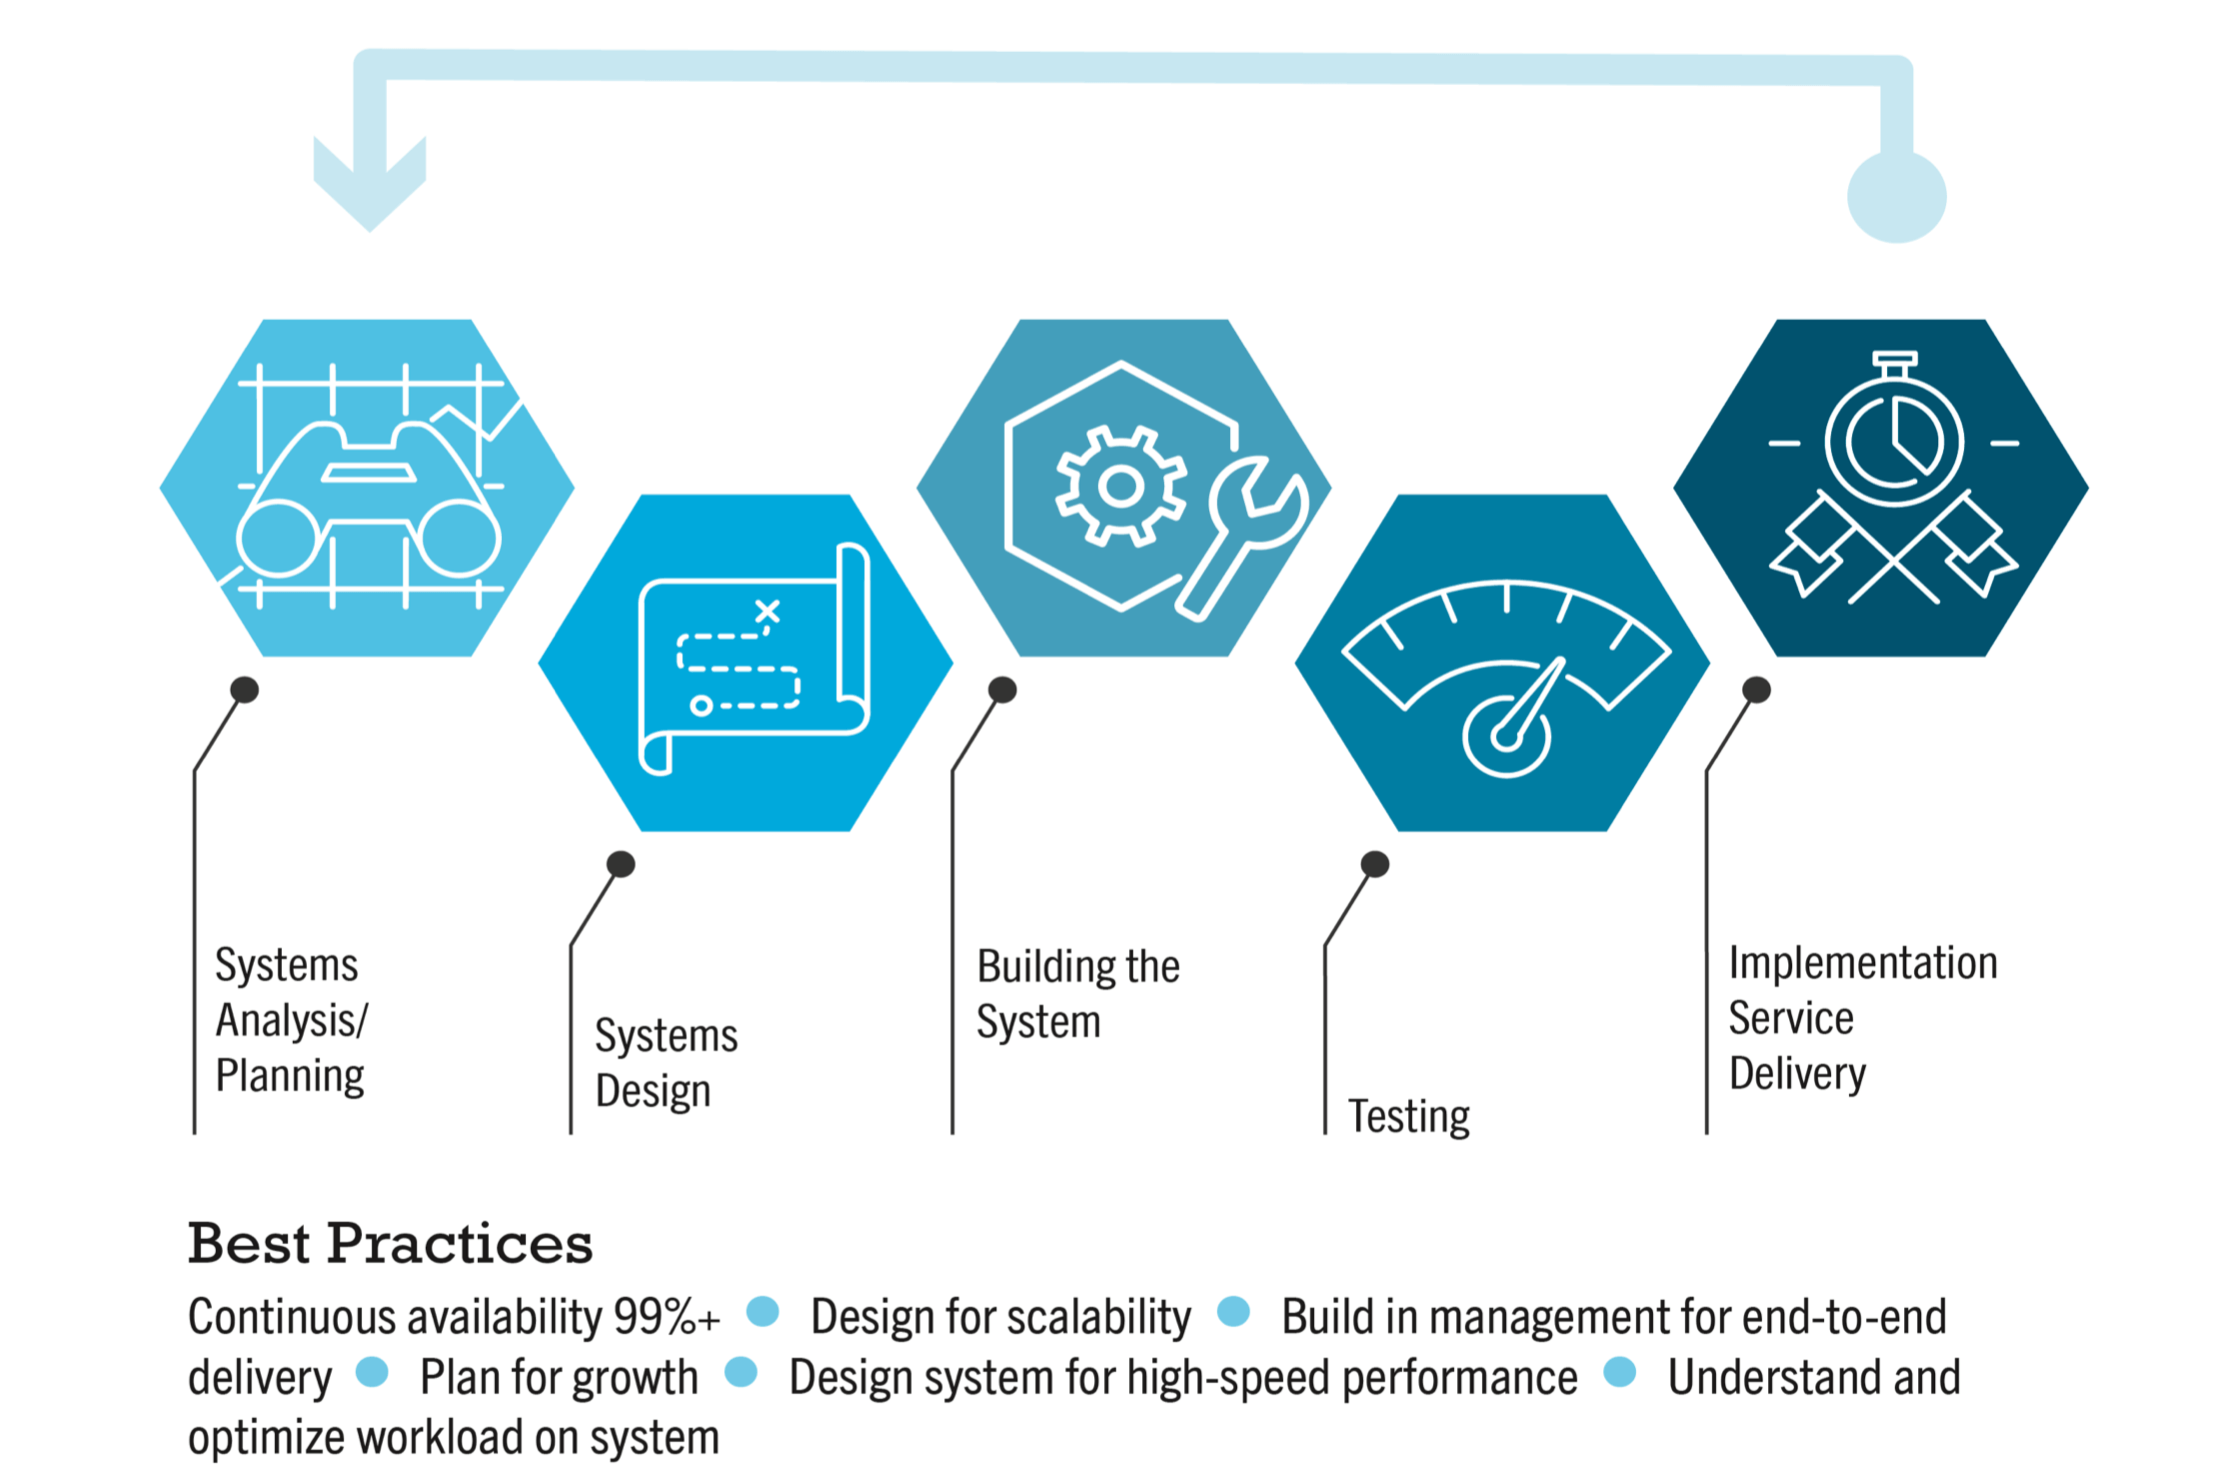 Systems
Analysis/
Planning
Systems
Design
Building the
System
Testing
Implementation
Service
Delivery
Best Practices
Continuous availability 99%+ ● Design for scalability ● Build in management for end-to-end
delivery ● Plan for growth ● Design system for high-speed performance ● Understand and
optimize workload on system